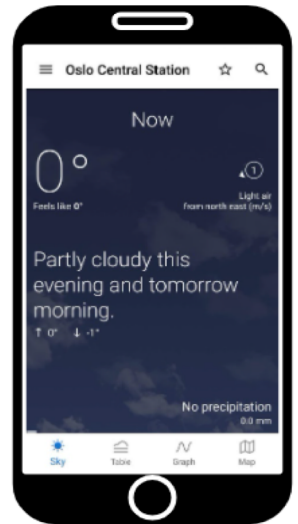 Oslo Central Station
Now
0°
Feels like 0°
1
Light air
from north east (m/s)
Partly cloudy this
evening and tomorrow
morning.
↑ 0° ↓ -1°
No precipitation
0.0 mm
Sky Table Graph Map